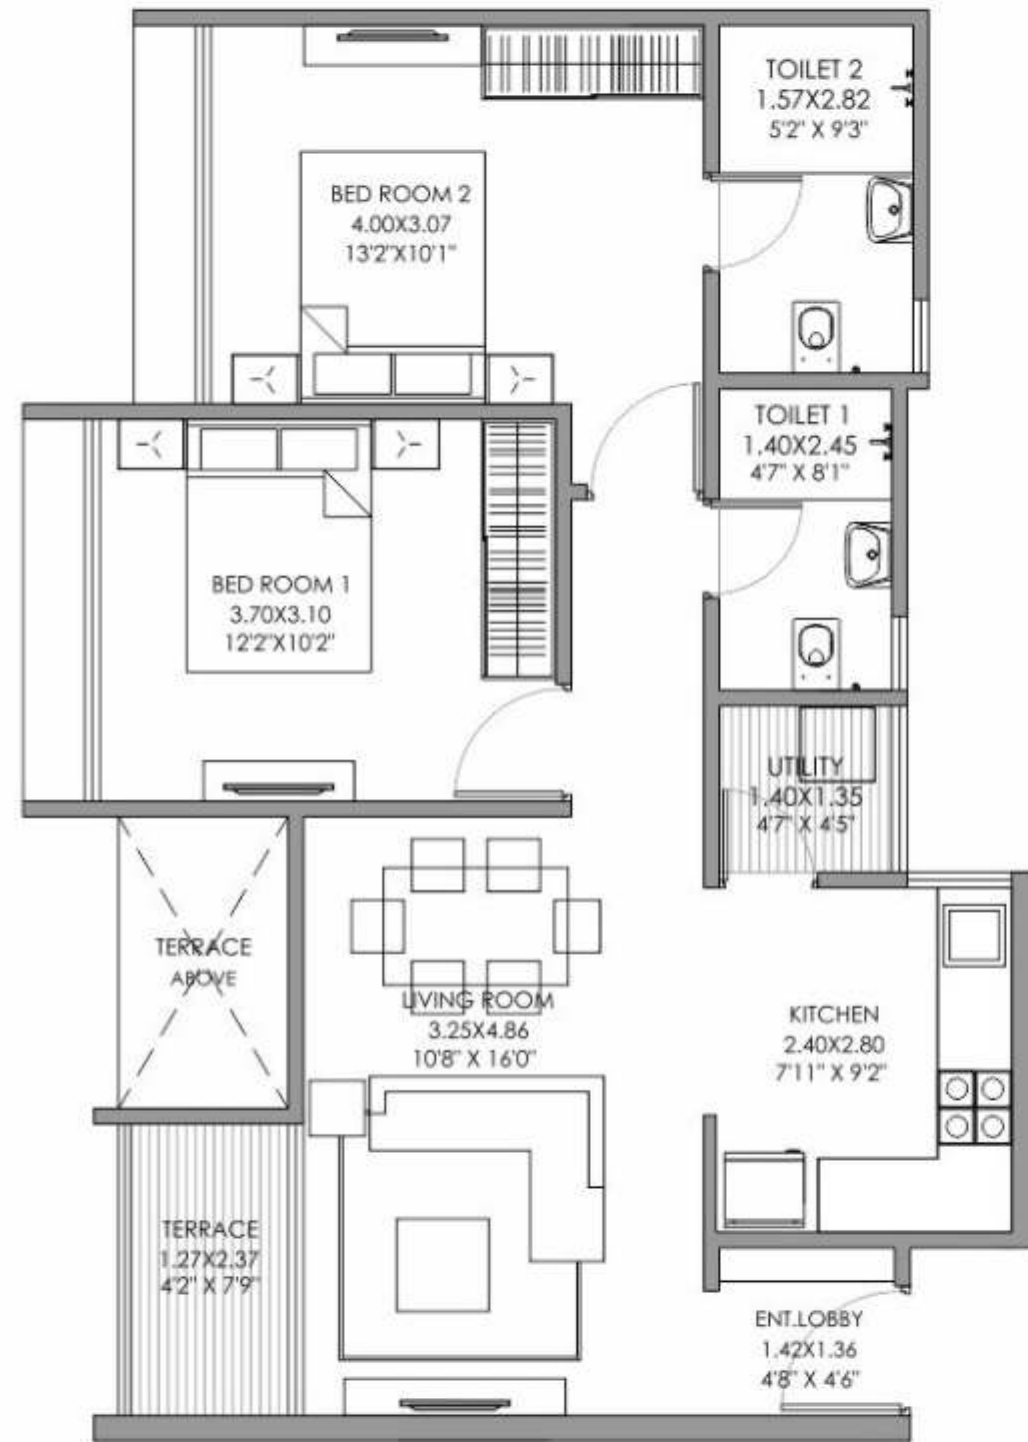 TOILET 2
1.57X2.82
5'2" X 9'3"
BED ROOM 2
4.00X3.07
13'2"X10'1"
TOILET 1
1.40X2.45
4'7" X 8'1"
BED ROOM 1
3.70X3.10
12'2"X10'2"
UTILITY
1.40X1.35
4'7" X 4'5"
TERRACE
ABOVE
LIVING ROOM
3.25X4.86
10'8" X 16'0"
KITCHEN
2.40X2.80
7'11" X 9'2"
TERRACE
1.27X2.37
4'2" X 7'9"
ENT.LOBBY
1.42X1.36
4'8" X 4'6"